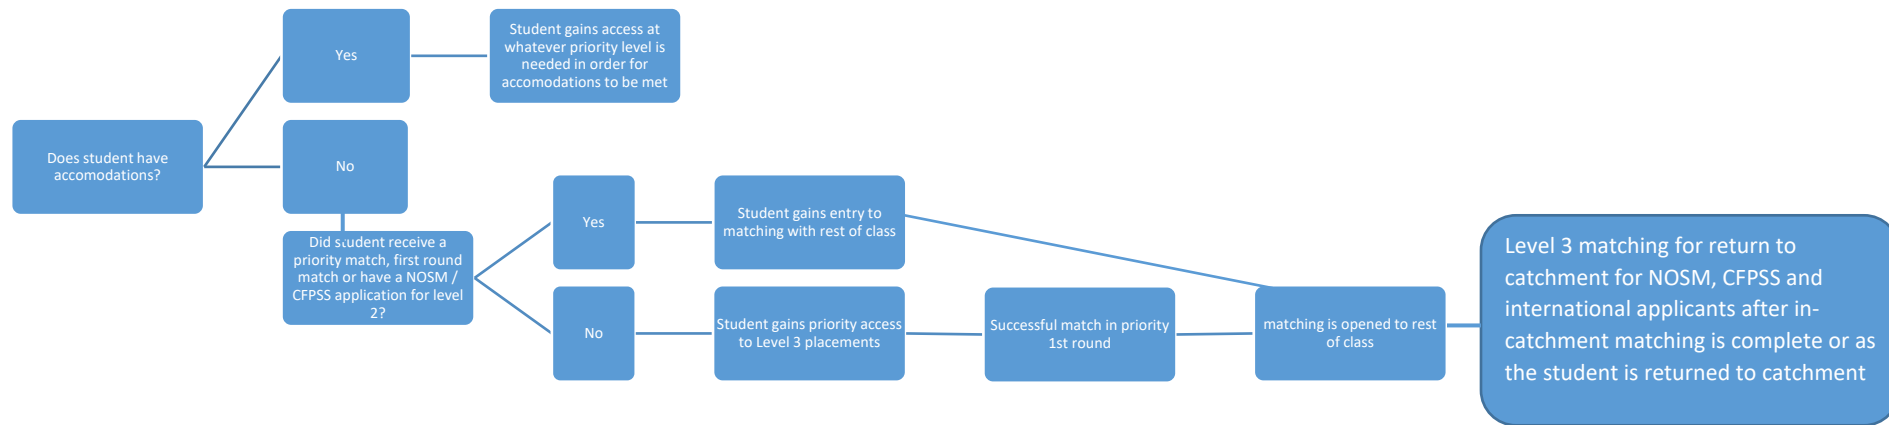 Does student have
accomodations?
Yes
Student gains access at
whatever priority level is
needed in order for
accomodations to be met
No
Did student receive a
priority match, first round
match or have a NOSM /
CFPSS application for level
2?
Yes
Student gains entry to
matching with rest of class
No
Student gains priority access
to Level 3 placements
Successful match in priority
1st round
matching is opened to rest
of class
Level 3 matching for return to
catchment for NOSM, CFPSS and
international applicants after in-
catchment matching is complete or as
the student is returned to catchment